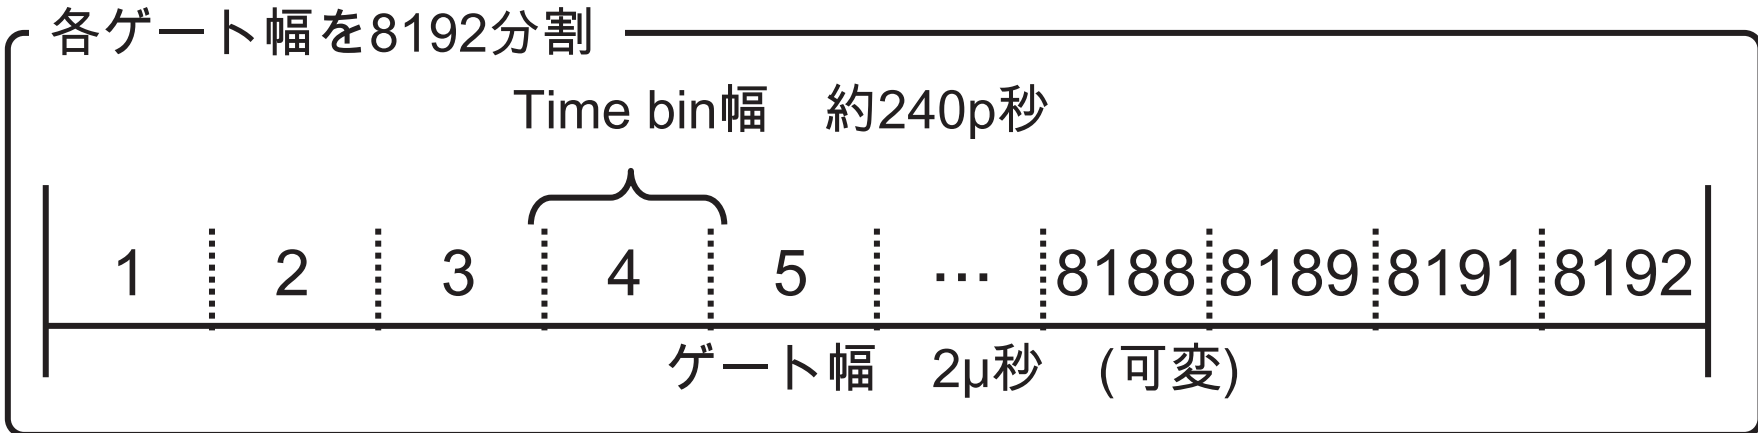 各ゲート幅を8192分割
Time bin幅　約240p秒
1 2 3 4 5 … 8188 8189 8191 8192
ゲート幅　2μ秒　(可変)